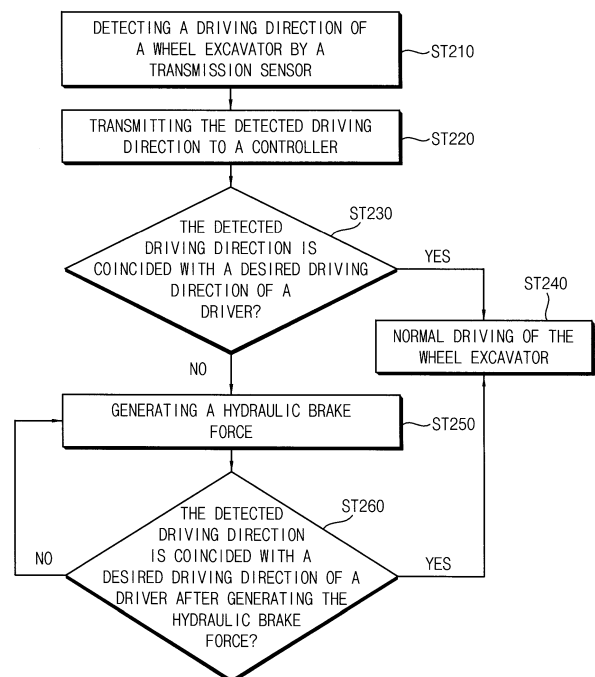 DETECTING A DRIVING DIRECTION OF
A WHEEL EXCAVATOR BY A
TRANSMISSION SENSOR
ST210
TRANSMITTING THE DETECTED DRIVING
DIRECTION TO A CONTROLLER
ST220
ST230
THE DETECTED
DRIVING DIRECTION IS
COINCIDED WITH A DESIRED DRIVING
DIRECTION OF A
DRIVER?
YES
ST240
NORMAL DRIVING OF THE
WHEEL EXCAVATOR
NO
GENERATING A HYDRAULIC BRAKE
FORCE
ST250
ST260
THE DETECTED
DRIVING DIRECTION
IS COINCIDED WITH A
DESIRED DRIVING DIRECTION OF A
DRIVER AFTER GENERATING THE
HYDRAULIC BRAKE
FORCE?
NO
YES